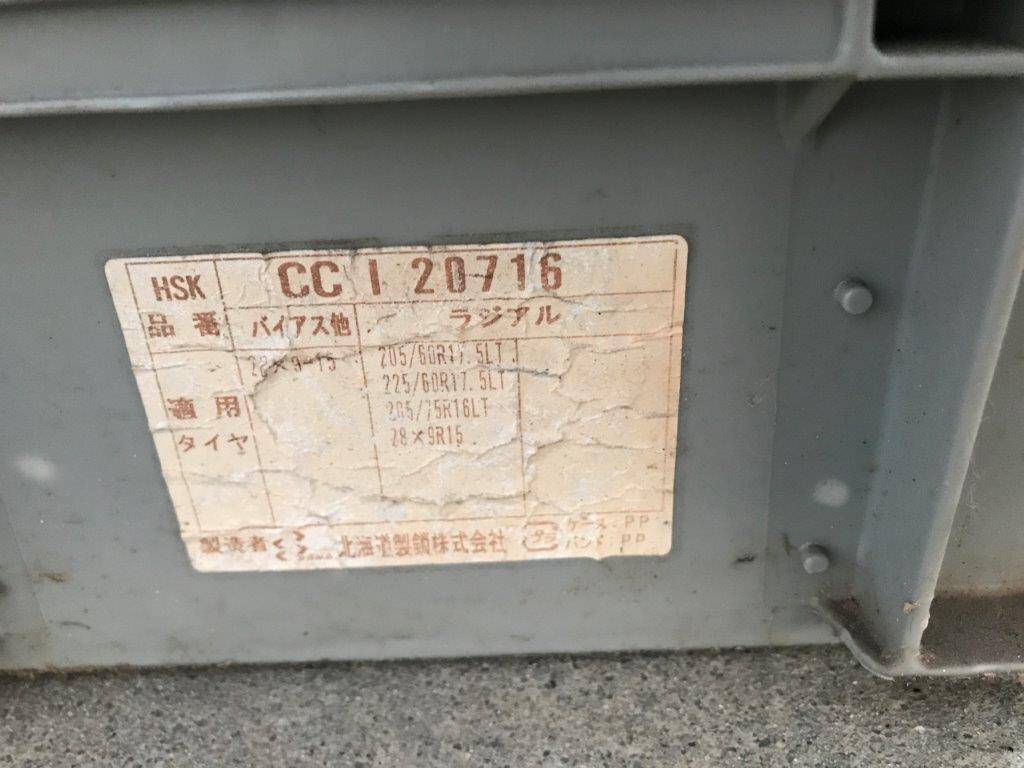 HSK CC I 20716
品番 バイアス他 ラジアル
28×9-15 205/60R17.5LT
225/60R17.5LT
適用 205/75R16LT
タイヤ 28×9R15
製造者 北海道製鎖株式会社 プラ ケース:PP
バンド:PP